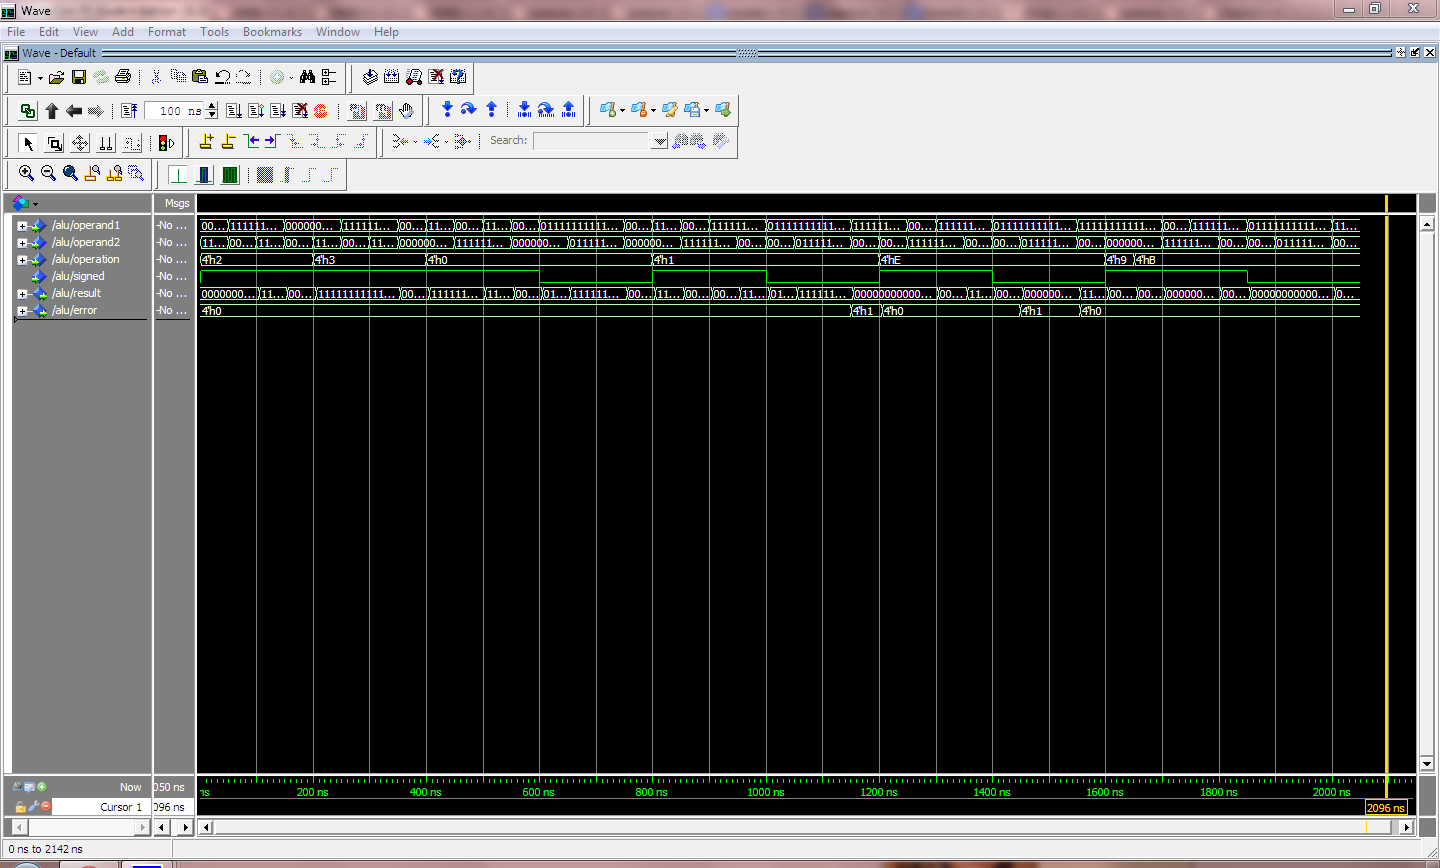 Wave
File Edit View Add Format Tools Bookmarks Window Help
Wave - Default
100 ns
Search:
Msgs
/alu/operand1 -No ... 00... 111111... 000000... 111111... 00... 11... 00... 11... 00... 01111111111... 00... 11... 00... 111111... 01111111111... 111111... 00... 111111... 01111111111... 11111111111... 00... 111111... 01111111111... 11...
/alu/operand2 -No ... 11... 00... 11... 11... 00... 11... 000000... 111111... 000000... 011111... 000000... 111111... 00... 00... 011111... 00... 00... 111111... 00... 00... 011111... 00... 000000... 111111... 00... 00... 011111... 00...
/alu/operation -No ... 4'h2 4'h3 4'h0 4'h1 4'hE 4'h9 4'hB
/alu/signed -No ...
/alu/result -No ... 0000000... 11... 00... 11111111111... 00... 111111... 11... 00... 01... 111111... 00... 11... 00... 00... 11... 01... 111111... 00000000000... 00... 11... 00... 000000... 11... 00... 00... 000000... 00... 00000000000... 0...
/alu/error -No ... 4'h0 4'h1 4'h0 4'h1 4'h0
Now 050 ns ns 200 ns 400 ns 600 ns 800 ns 1000 ns 1200 ns 1400 ns 1600 ns 1800 ns 2000 ns
Cursor 1 096 ns 2096 ns
0 ns to 2142 ns